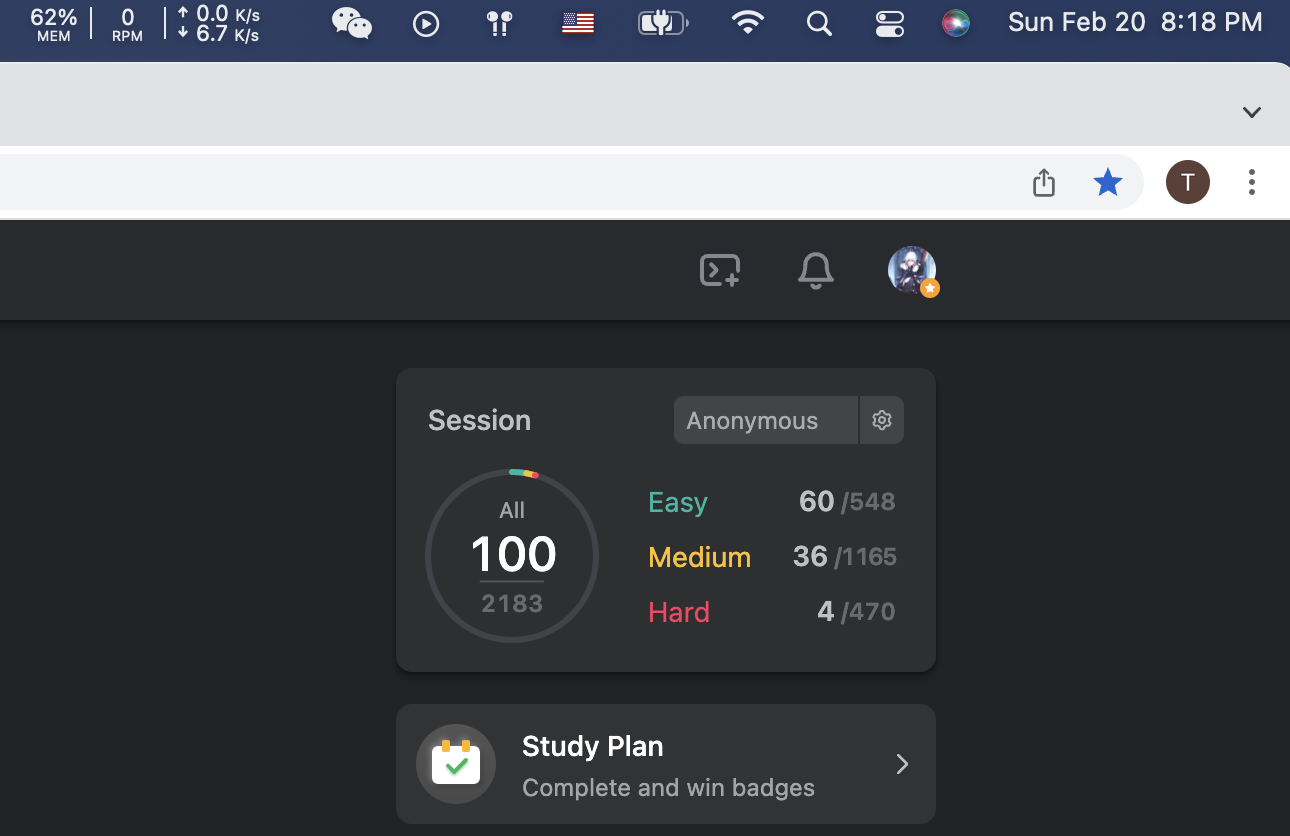 62% 0 ↑ 0.0 K/s Sun Feb 20 8:18 PM
MEM RPM ↓ 6.7 K/s
T
Session Anonymous
All
100
2183
Easy 60 /548
Medium 36 /1165
Hard 4 /470
Study Plan
Complete and win badges